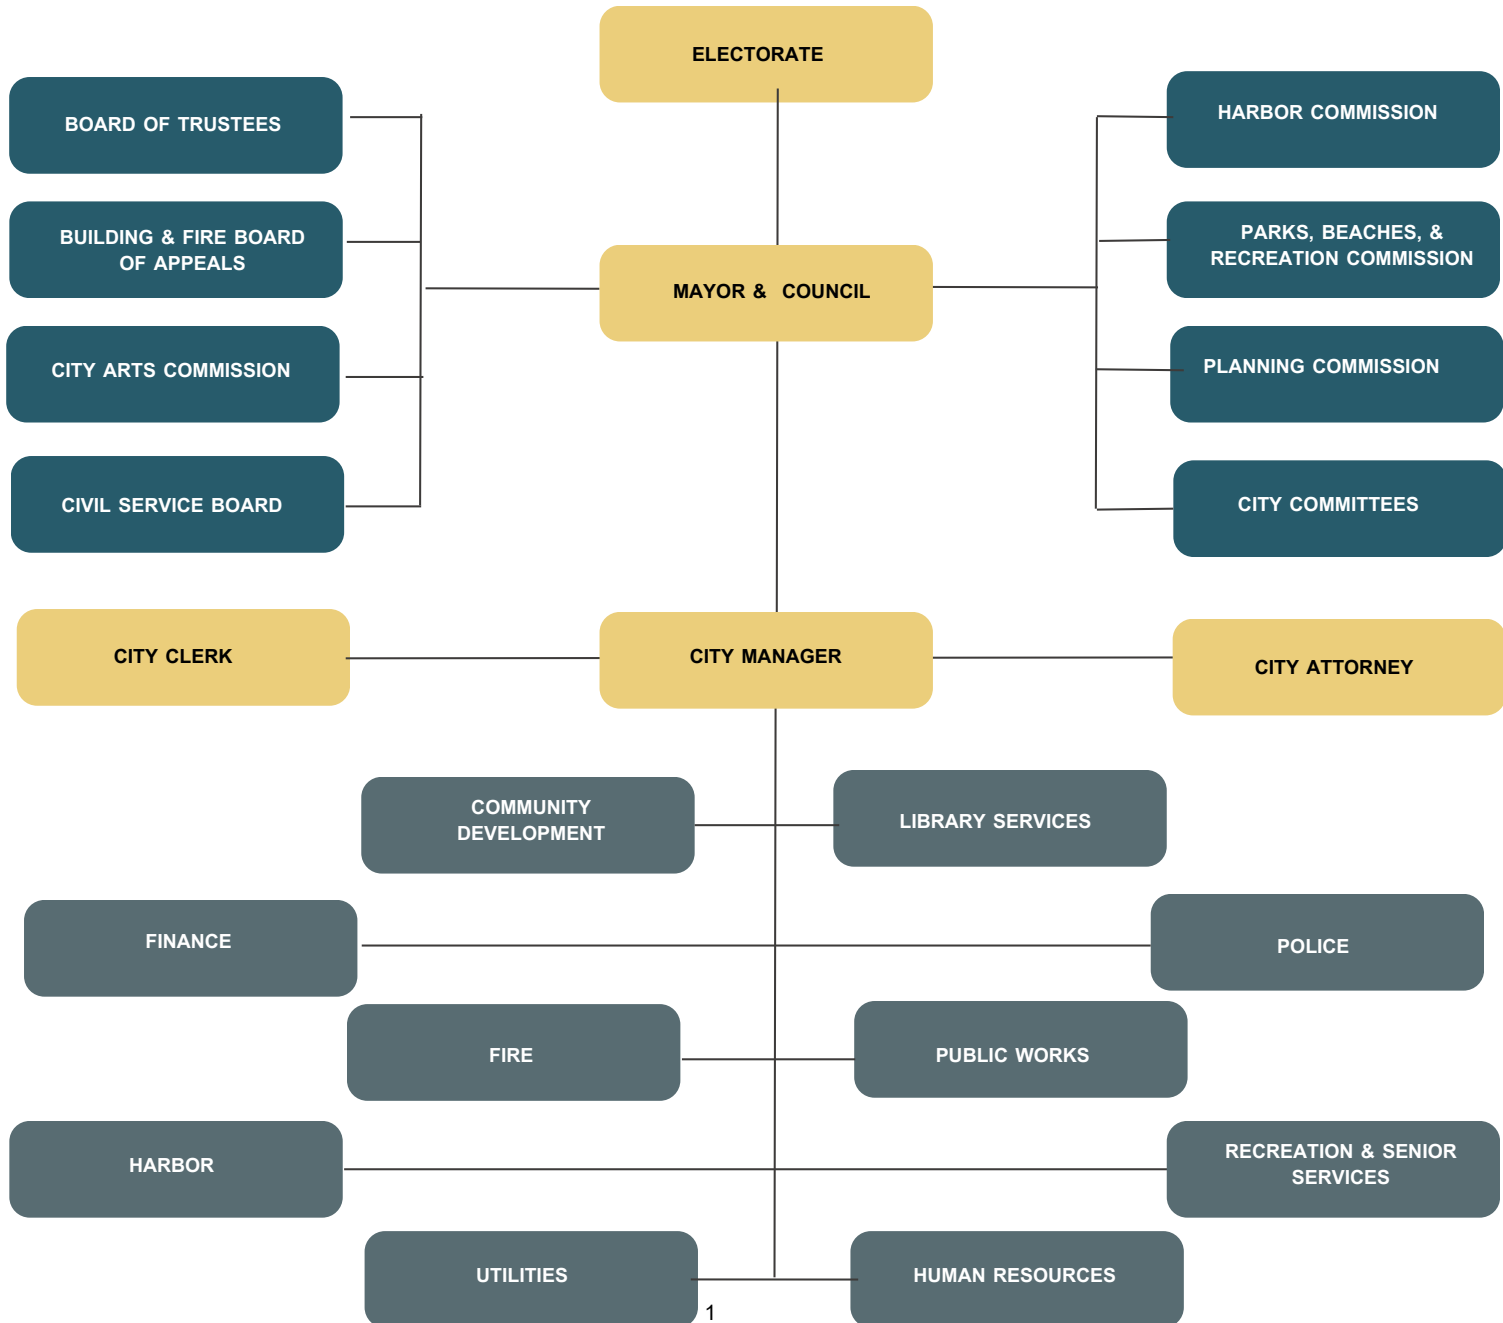 ELECTORATE
BOARD OF TRUSTEES
HARBOR COMMISSION
BUILDING & FIRE BOARD
OF APPEALS
PARKS, BEACHES, &
RECREATION COMMISSION
MAYOR & COUNCIL
CITY ARTS COMMISSION
PLANNING COMMISSION
CIVIL SERVICE BOARD
CITY COMMITTEES
CITY CLERK
CITY MANAGER
CITY ATTORNEY
COMMUNITY
DEVELOPMENT
LIBRARY SERVICES
FINANCE
POLICE
FIRE
PUBLIC WORKS
HARBOR
RECREATION & SENIOR
SERVICES
UTILITIES
HUMAN RESOURCES
1